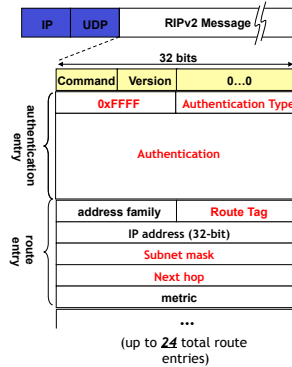 IP UDP RIPv2 Message
32 bits
Command Version 0...0
0xFFFF Authentication Type
Authentication
authentication
entry
address family Route Tag
IP address (32-bit)
Subnet mask
Next hop
metric
route
entry
...
(up to 24 total route
entries)